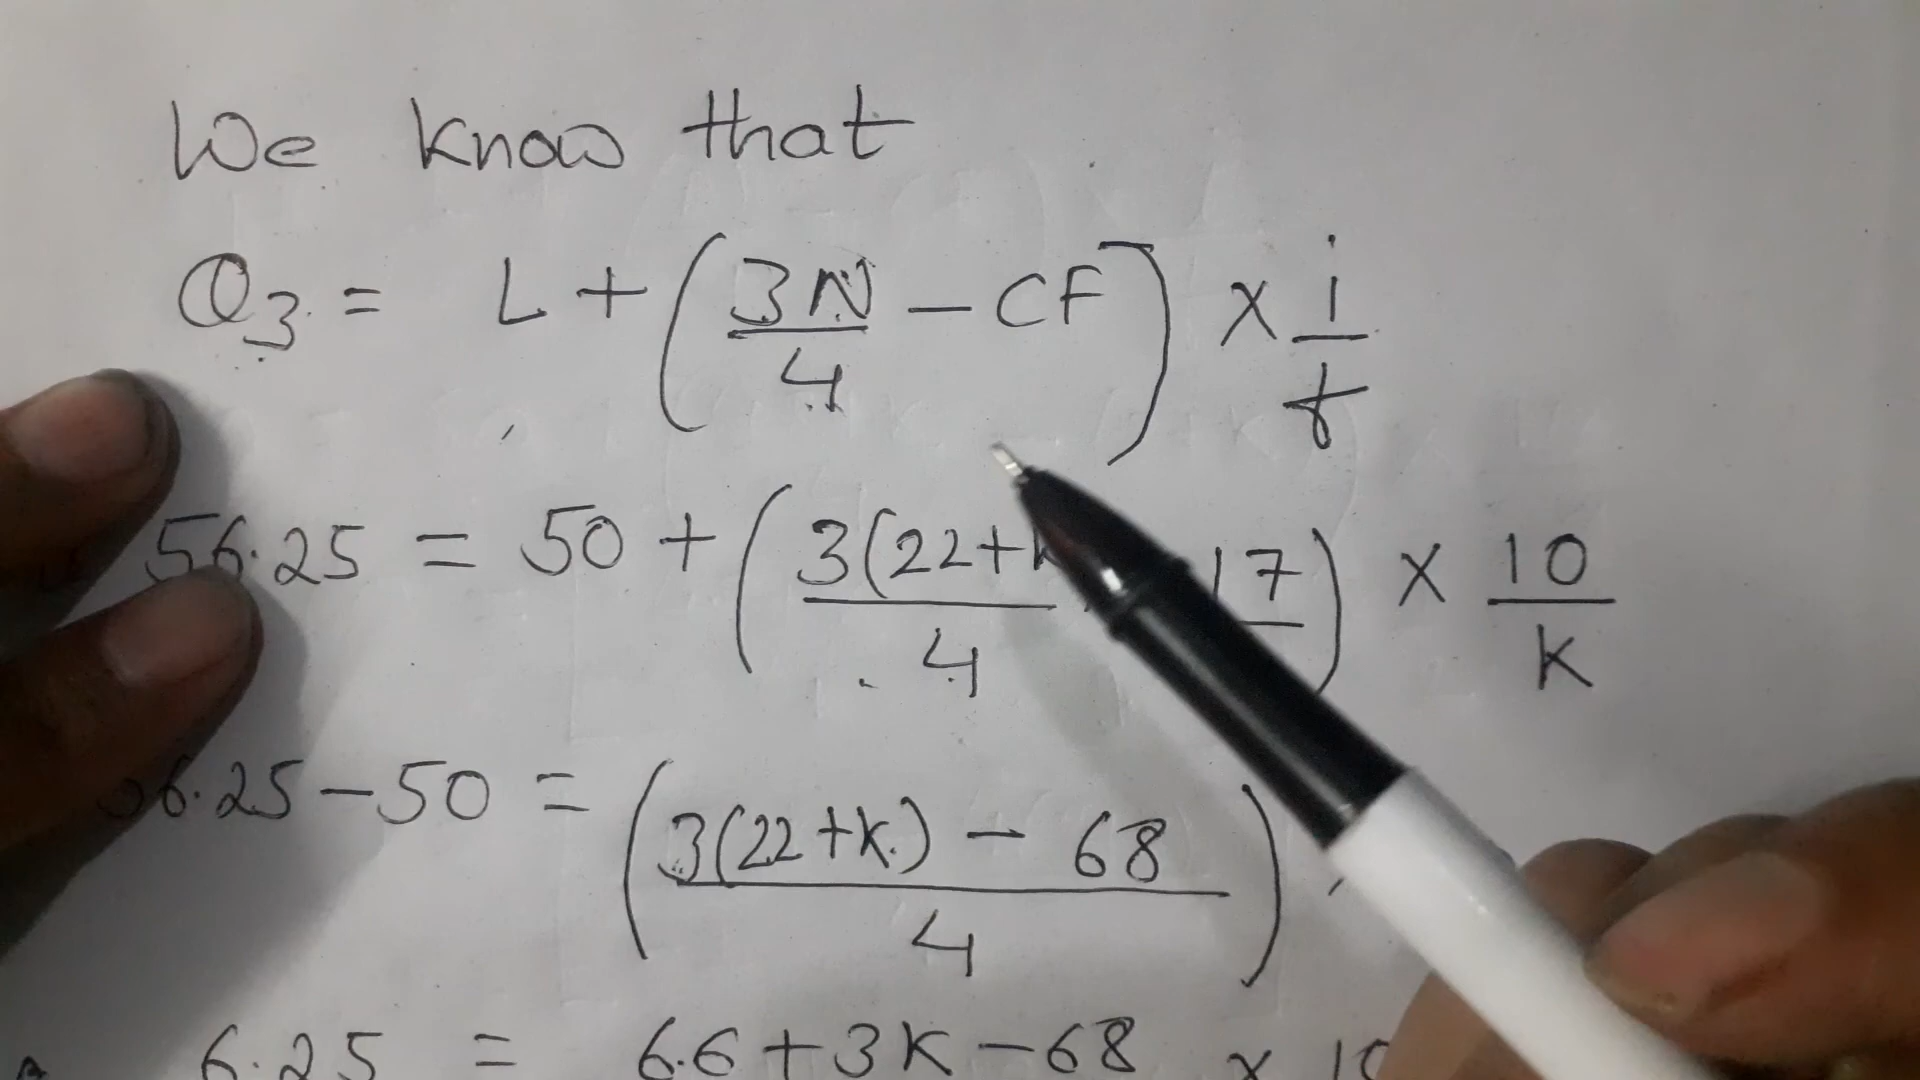 We know that
Q3 = L + (3N/4 - CF) × i/f
56.25 = 50 + (3(22+k / 4 17) × 10/k
6.25 - 50 = (3(22+k) - 68 / 4)
6.25 = 66 + 3k - 68 × 10